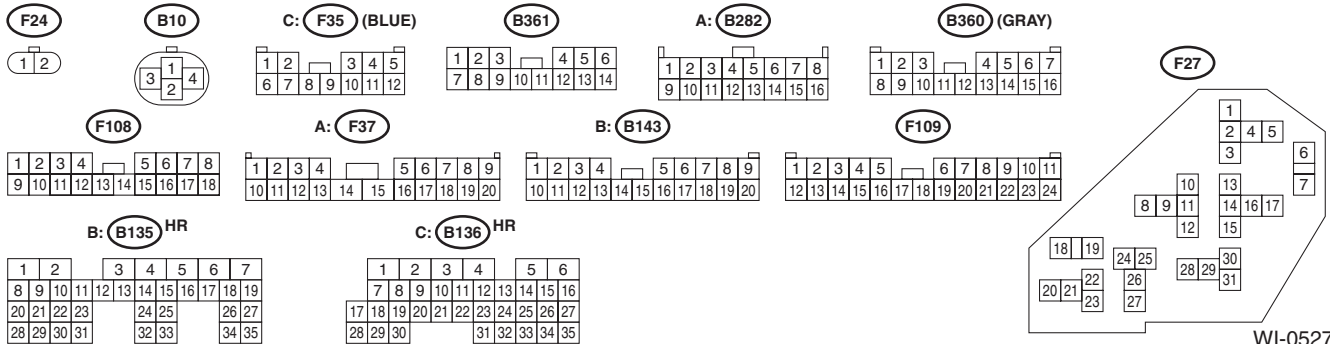 F24
B10
C: F35 (BLUE)
B361
A: B282
B360 (GRAY)
F27
1 2
1
3 4
2
1 2 3 4 5
6 7 8 9 10 11 12
1 2 3 4 5 6
7 8 9 10 11 12 13 14
1 2 3 4 5 6 7 8
9 10 11 12 13 14 15 16
1 2 3 4 5 6 7
8 9 10 11 12 13 14 15 16
F108
A: F37
B: B143
F109
1 2 3 4 5 6 7 8
9 10 11 12 13 14 15 16 17 18
1 2 3 4 5 6 7 8 9
10 11 12 13 14 15 16 17 18 19 20
1 2 3 4 5 6 7 8 9
10 11 12 13 14 15 16 17 18 19 20
1 2 3 4 5 6 7 8 9 10 11
12 13 14 15 16 17 18 19 20 21 22 23 24
B: B135 HR
C: B136 HR
1 2 3 4 5 6 7
8 9 10 11 12 13 14 15 16 17 18 19
20 21 22 23 24 25 26 27
28 29 30 31 32 33 34 35
1 2 3 4 5 6
7 8 9 10 11 12 13 14 15 16
17 18 19 20 21 22 23 24 25 26 27
28 29 30 31 32 33 34 35
1
2 4 5
3
6
7
10 13
8 9 11 14 16 17
12 15
18 19
24 25 30
28 29
22 26 31
20 21
23 27
WI-0527